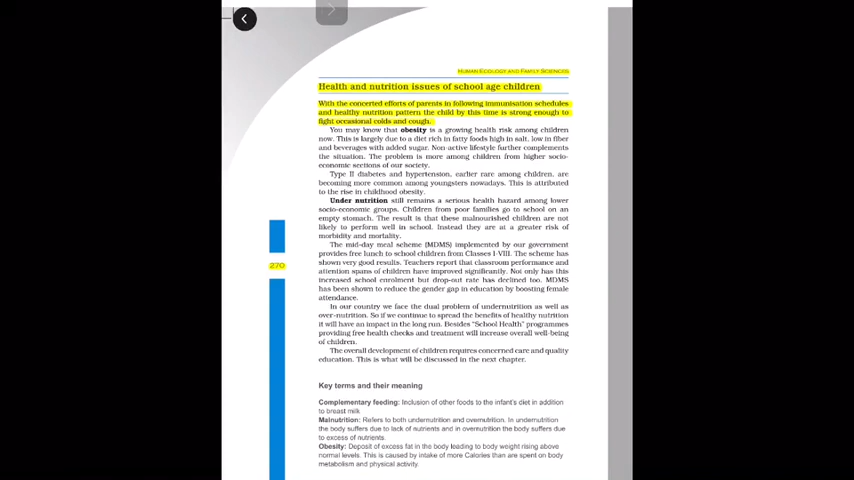 HUMAN ECOLOGY AND FAMILY SCIENCES
Health and nutrition issues of school age children
With the concerted efforts of parents in following immunisation schedules
and healthy nutrition pattern the child by this time is strong enough to
fight occasional colds and cough.
You may know that obesity is a growing health risk among children
now. This is largely due to a diet rich in fatty foods high in salt, low in fiber
and beverages with added sugar. Non-active lifestyle further complements
the situation. The problem is more among children from higher socio-
economic sections of our society.
Type II diabetes and hypertension, earlier rare among children, are
becoming more common among youngsters nowadays. This is attributed
to the rise in childhood obesity.
Under nutrition still remains a serious health hazard among lower
socio-economic groups. Children from poor families go to school on an
empty stomach. The result is that these malnourished children are not
likely to perform well in school. Instead they are at a greater risk of
morbidity and mortality.
The mid-day meal scheme (MDMS) implemented by our government
provides free lunch to school children from Classes I-VIII. The scheme has
shown very good results. Teachers report that classroom performance and
attention spans of children have improved significantly. Not only has this
increased school enrolment but drop-out rate has declined too. MDMS
has been shown to reduce the gender gap in education by boosting female
attendance.
270
In our country we face the dual problem of undernutrition as well as
over-nutrition. So if we continue to spread the benefits of healthy nutrition
it will have an impact in the long run. Besides "School Health" programmes
providing free health checks and treatment will increase overall well-being
of children.
The overall development of children requires concerned care and quality
education. This is what will be discussed in the next chapter.
Key terms and their meaning
Complementary feeding: Inclusion of other foods to the infant's diet in addition
to breast milk
Malnutrition: Refers to both undernutrition and overnutrition. In undernutrition
the body suffers due to lack of nutrients and in overnutrition the body suffers due
to excess of nutrients.
Obesity: Deposit of excess fat in the body leading to body weight rising above
normal levels. This is caused by intake of more Calories than are spent on body
metabolism and physical activity